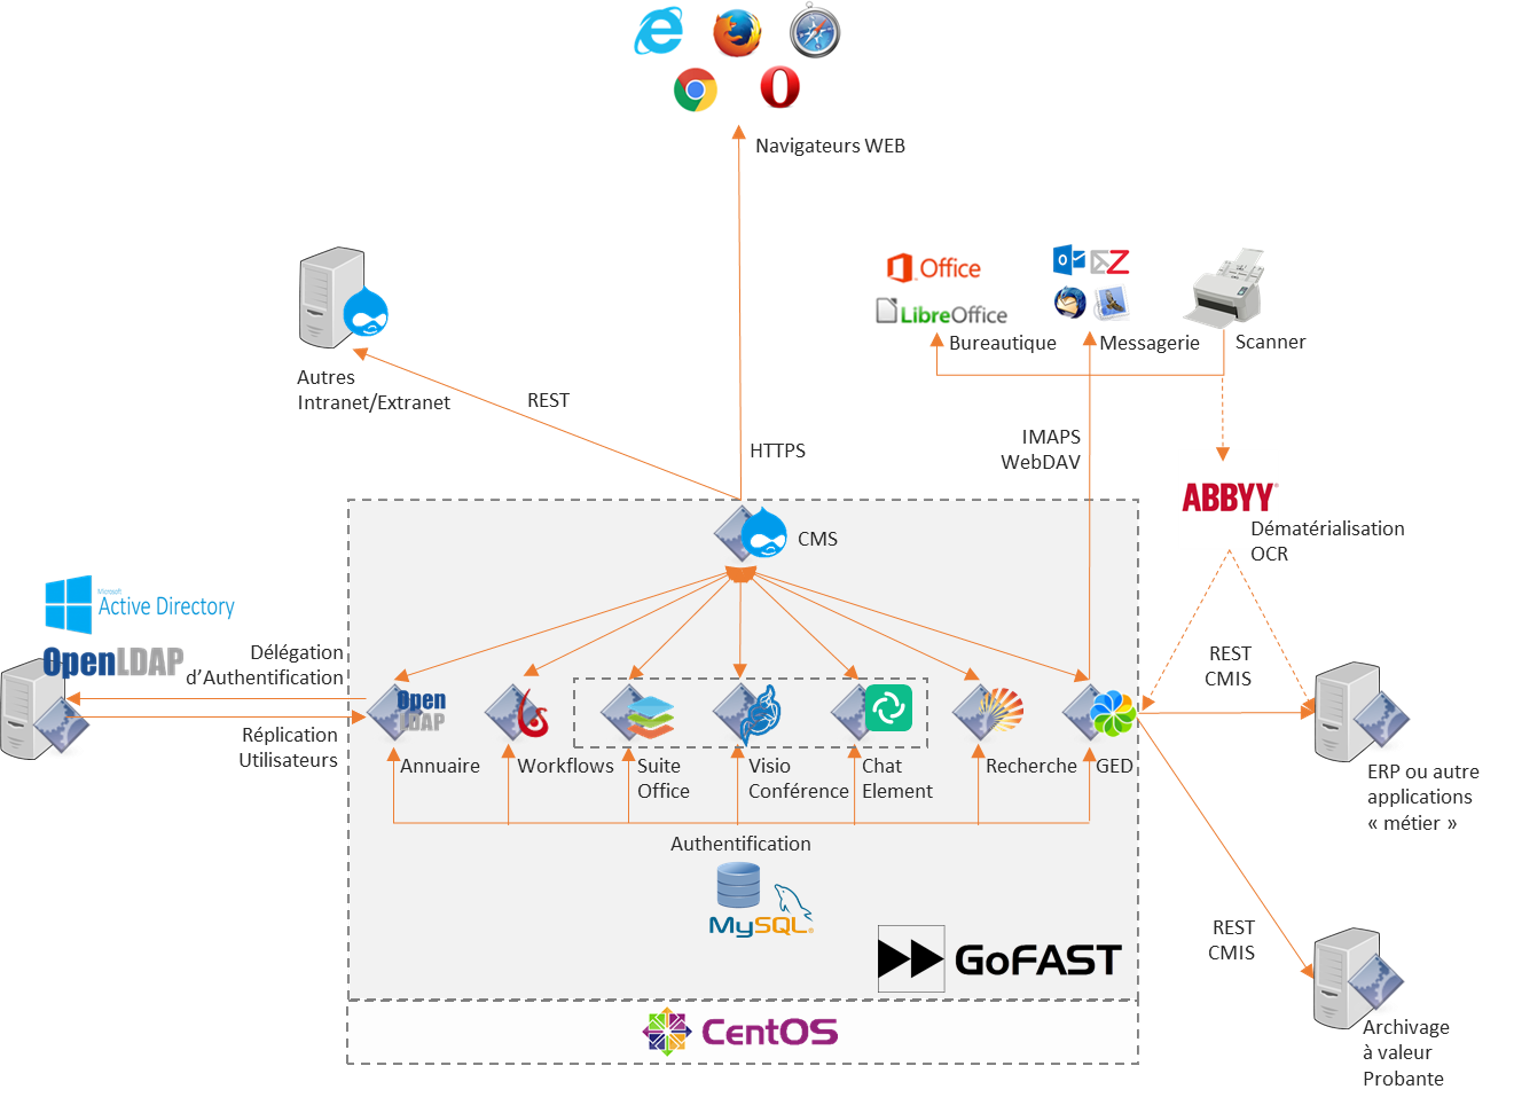 Navigateurs WEB
Office
LibreOffice
Bureautique
Messagerie
Scanner
Autres
Intranet/Extranet
REST
HTTPS
IMAPS
WebDAV
ABBYY
Dématérialisation
OCR
CMS
Microsoft
Active Directory
OpenLDAP
Délégation
d’Authentification
Réplication
Utilisateurs
REST
CMIS
Open
LDAP
Annuaire
Workflows
Suite
Office
Visio
Conférence
Chat
Element
Recherche
GED
ERP ou autre
applications
« métier »
Authentification
MySQL
GoFAST
REST
CMIS
CentOS
Archivage
à valeur
Probante